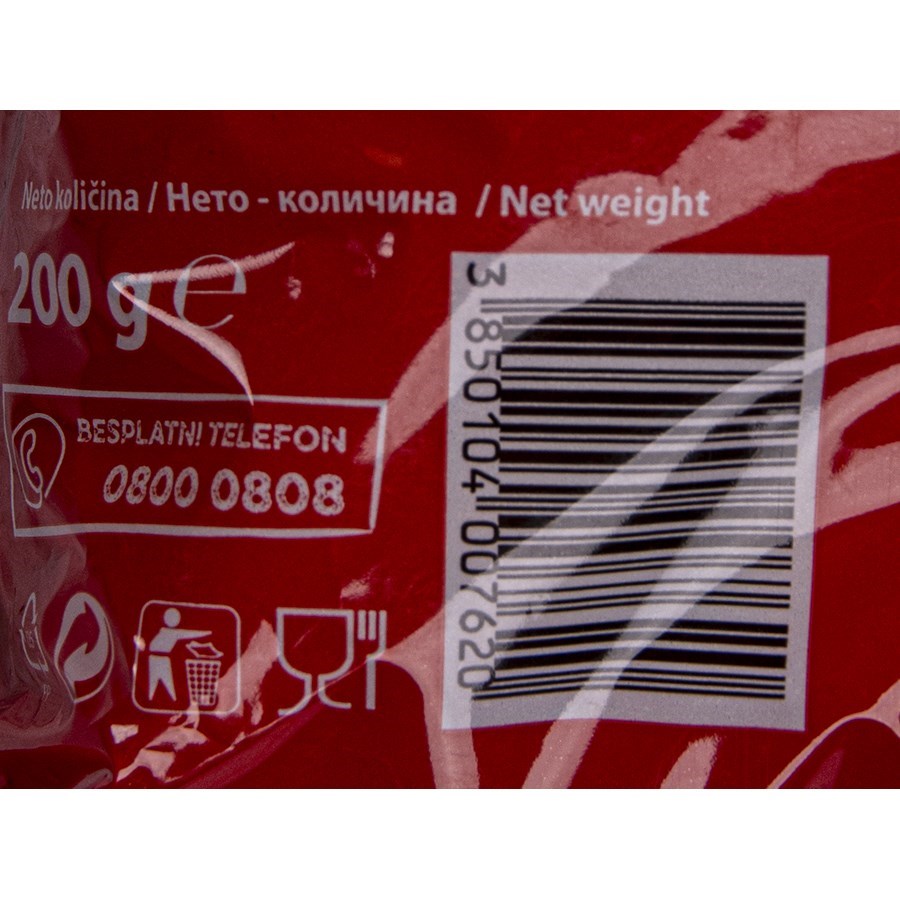 Neto količina / Нето - количина / Net weight
200 g e
BESPLATNI TELEFON
0800 0808
3 850104 007620